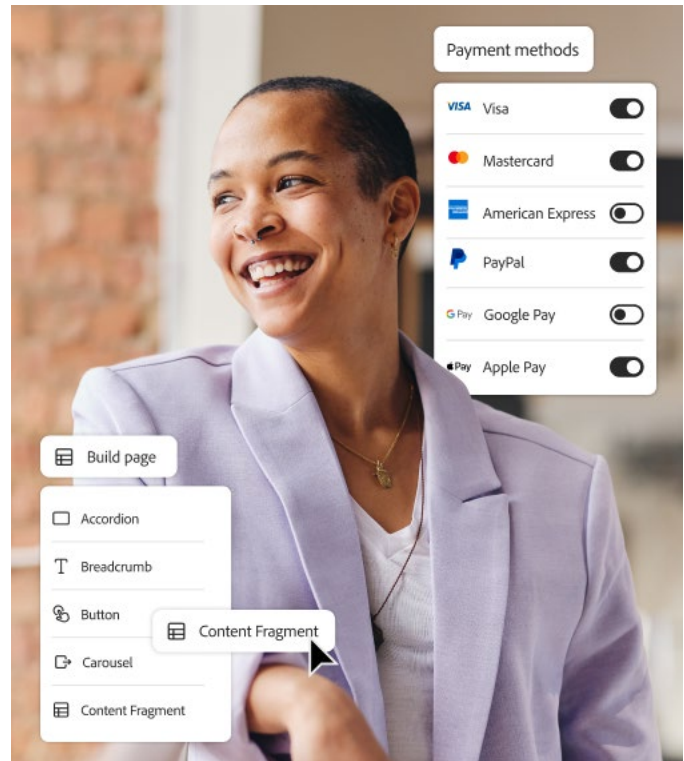 Payment methods
VISA Visa
Mastercard
American Express
PayPal
G Pay Google Pay
Pay Apple Pay
Build page
Accordion
T Breadcrumb
Button
Content Fragment
Carousel
Content Fragment